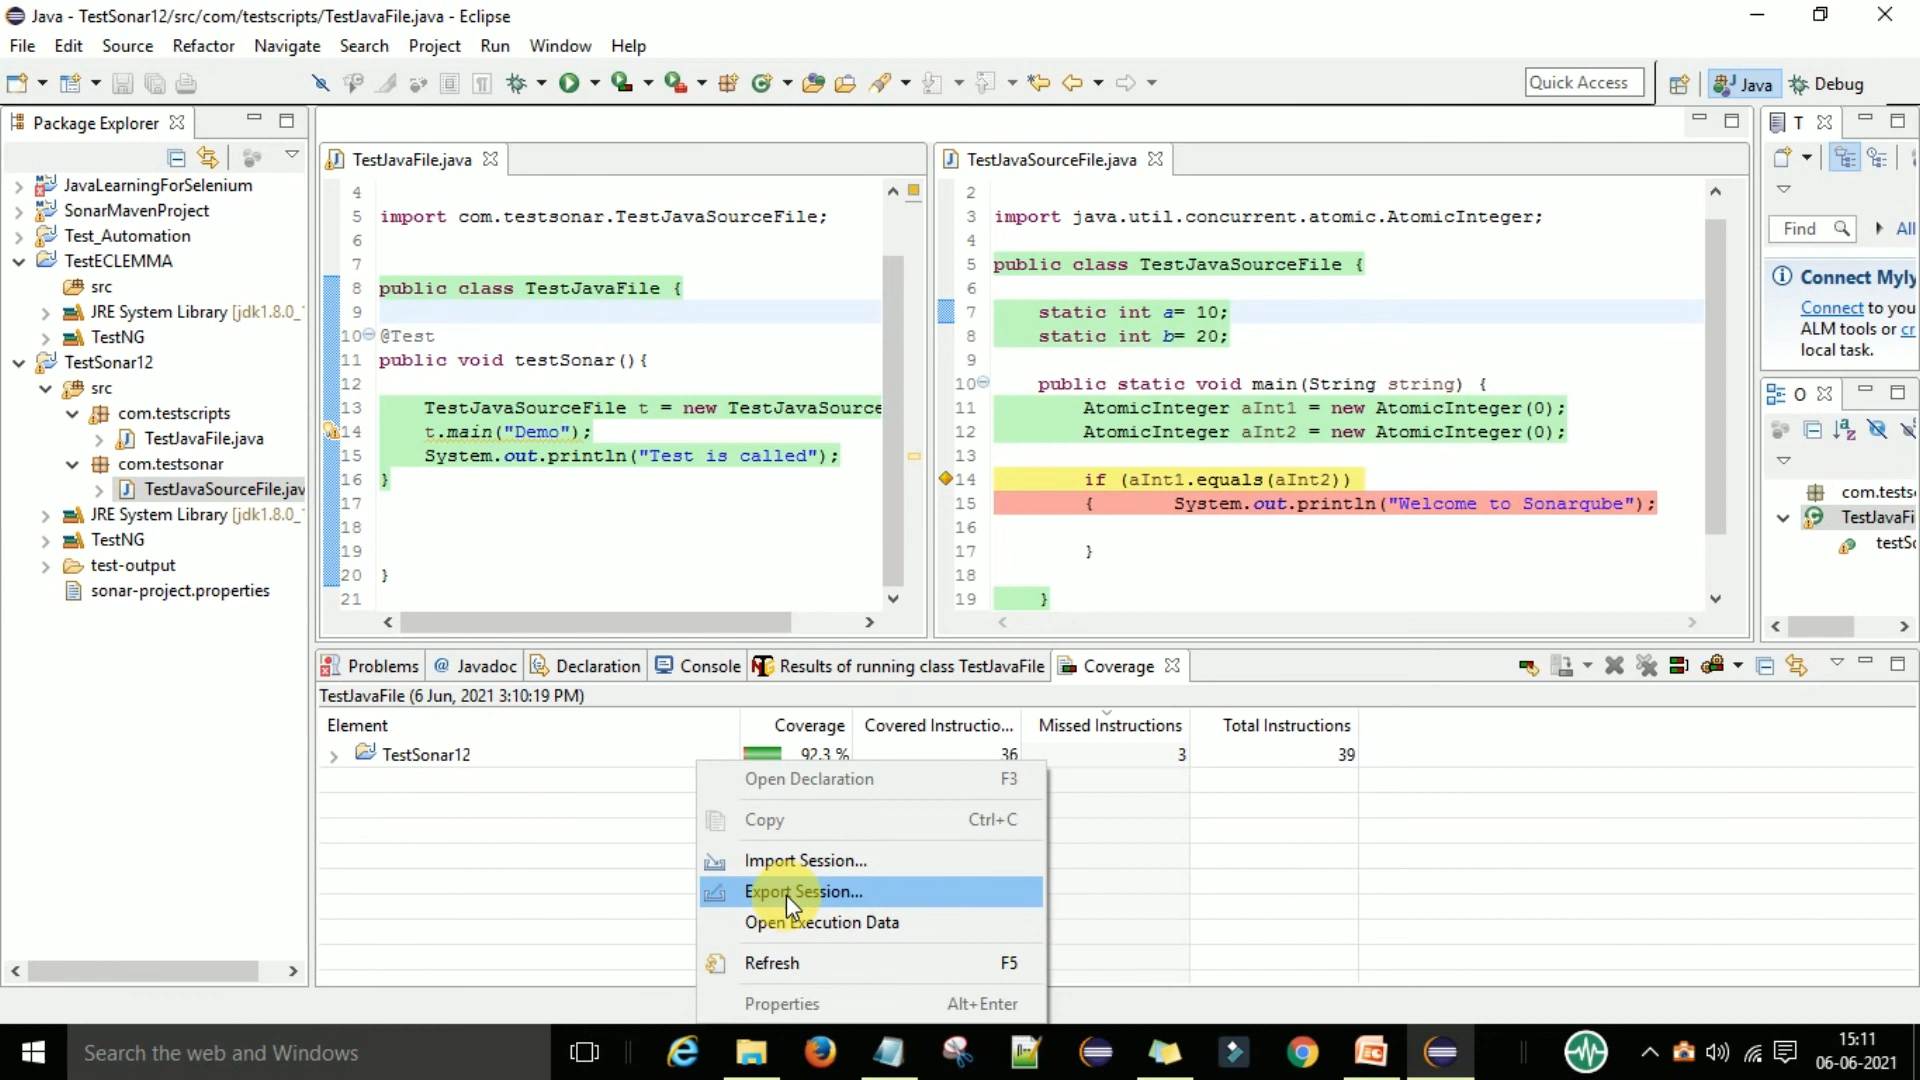 Java - TestSonar12/src/com/testscripts/TestJavaFile.java - Eclipse
File Edit Source Refactor Navigate Search Project Run Window Help
Quick Access
Java
Debug
Package Explorer
JavaLearningForSelenium
SonarMavenProject
Test_Automation
TestECLEMMA
src
JRE System Library [jdk1.8.0_
TestNG
TestSonar12
src
com.testscripts
TestJavaFile.java
com.testsonar
TestJavaSourceFile.jav
JRE System Library [jdk1.8.0_
TestNG
test-output
sonar-project.properties
TestJavaFile.java
4
5 import com.testsonar.TestJavaSourceFile;
6
7
8 public class TestJavaFile {
9
10 @Test
11 public void testSonar(){
12
13 TestJavaSourceFile t = new TestJavaSource
14 t.main("Demo");
15 System.out.println("Test is called");
16 }
17
18
19
20 }
21
TestJavaSourceFile.java
2
3 import java.util.concurrent.atomic.AtomicInteger;
4
5 public class TestJavaSourceFile {
6
7 static int a= 10;
8 static int b= 20;
9
10 public static void main(String string) {
11 AtomicInteger aInt1 = new AtomicInteger(0);
12 AtomicInteger aInt2 = new AtomicInteger(0);
13
14 if (aInt1.equals(aInt2))
15 { System.out.println("Welcome to Sonarqube");
16
17 }
18
19 }
T
Find All
Connect Myly
Connect to you
ALM tools or cr
local task.
O
com.tests
TestJavaFi
testSo
Problems @ Javadoc Declaration Console Results of running class TestJavaFile Coverage
TestJavaFile (6 Jun, 2021 3:10:19 PM)
Element Coverage Covered Instructio... Missed Instructions Total Instructions
TestSonar12 92.3 % 36 3 39
Open Declaration F3
Copy Ctrl+C
Import Session...
Export Session...
Open Execution Data
Refresh F5
Properties Alt+Enter
Search the web and Windows
15:11
06-06-2021